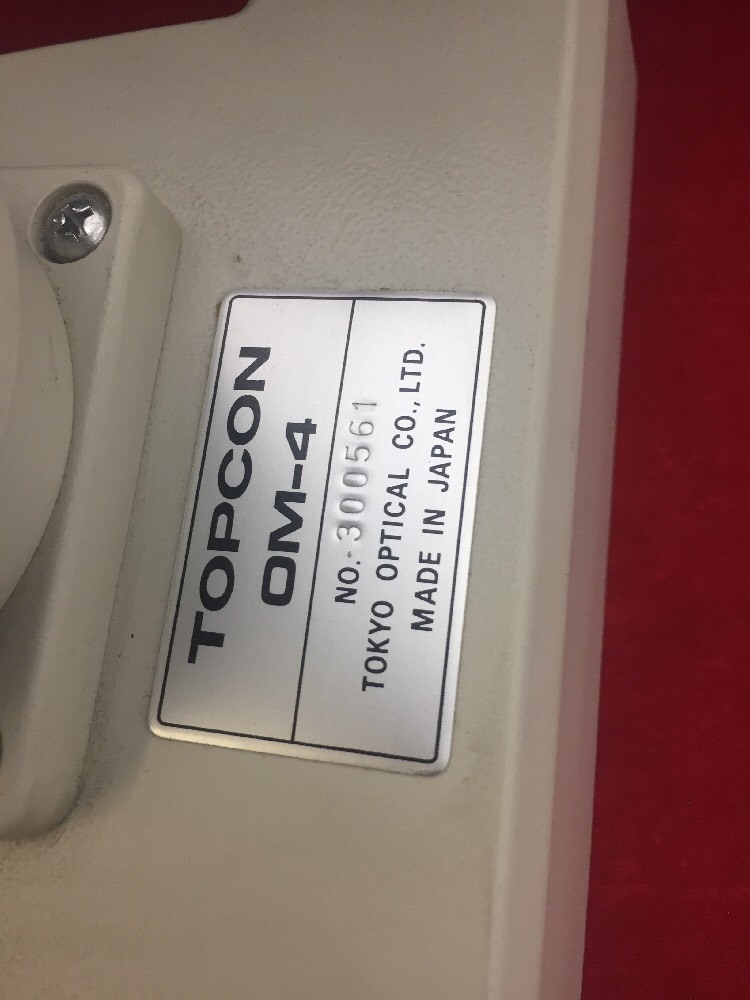 TOPCON
OM-4
NO. 300561
TOKYO OPTICAL CO., LTD.
MADE IN JAPAN